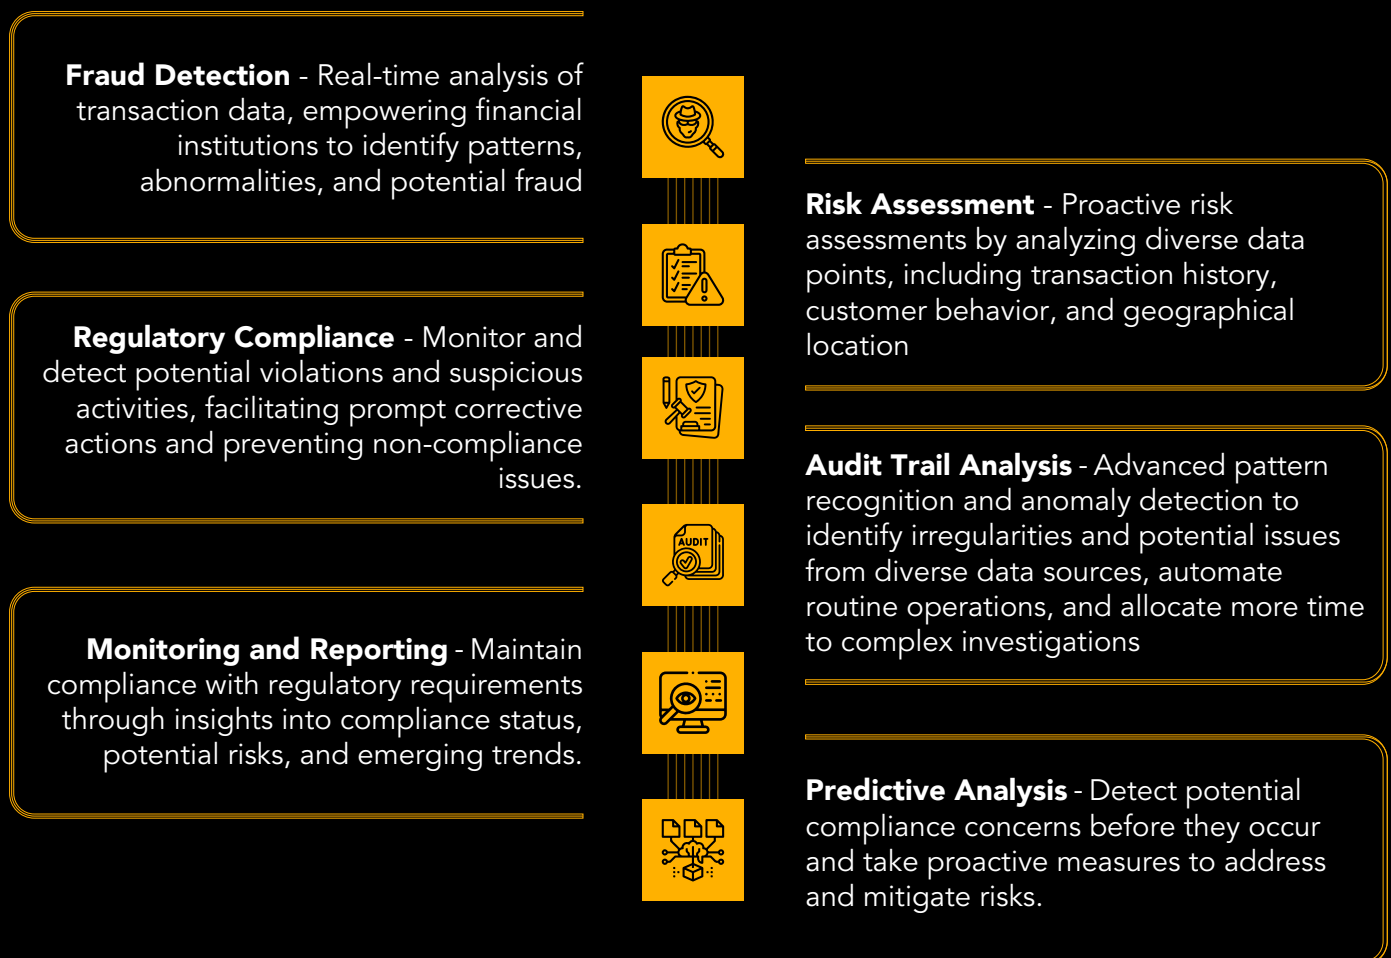 Fraud Detection - Real-time analysis of
transaction data, empowering financial
institutions to identify patterns,
abnormalities, and potential fraud
Risk Assessment - Proactive risk
assessments by analyzing diverse data
points, including transaction history,
customer behavior, and geographical
location
Regulatory Compliance - Monitor and
detect potential violations and suspicious
activities, facilitating prompt corrective
actions and preventing non-compliance
issues.
AUDIT
Audit Trail Analysis - Advanced pattern
recognition and anomaly detection to
identify irregularities and potential issues
from diverse data sources, automate
routine operations, and allocate more time
to complex investigations
Monitoring and Reporting - Maintain
compliance with regulatory requirements
through insights into compliance status,
potential risks, and emerging trends.
Predictive Analysis - Detect potential
compliance concerns before they occur
and take proactive measures to address
and mitigate risks.